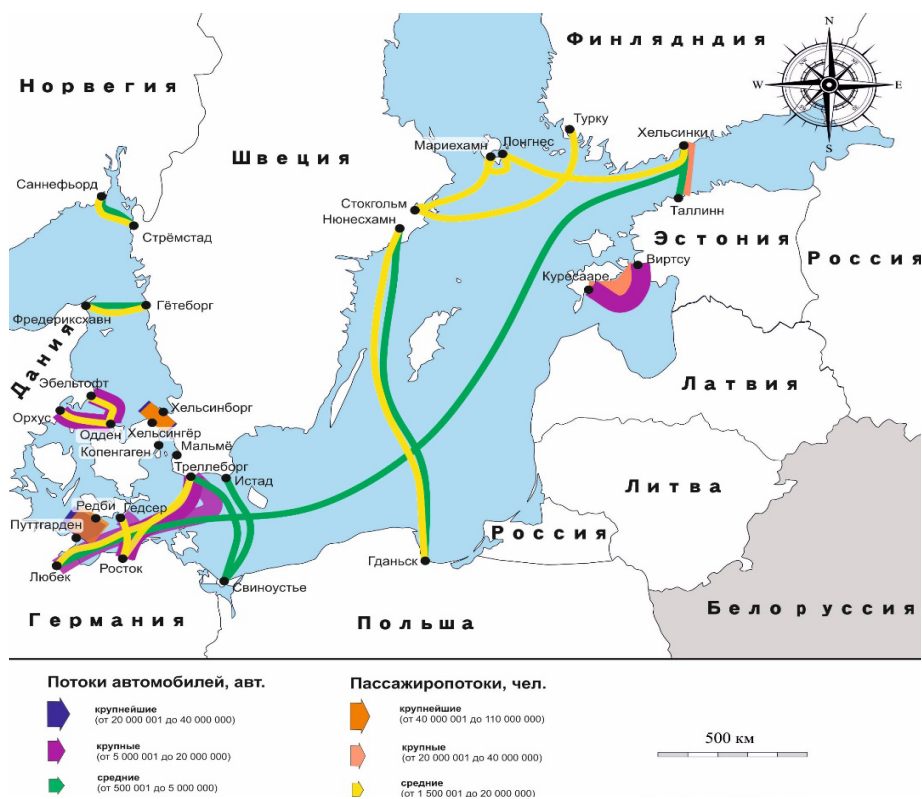 Финлянддия
N
W
E
S
Норвегия
Турку
Хельсинки
Мариехамн
Лонгнес
Швеция
Саннефьорд
Стокгольм
Нюнесхамн
Таллинн
Стрёмстад
Эстония
Виртсу
Россия
Куресааре
Гётеборг
Фредериксхавн
Дания
Эбельтофт
Латвия
Орхус
Хельсинборг
Одден
Хельсингёр
Копенгаген
Мальмё
Треллеборг
Истад
Литва
Редби
Гедсер
Путтгарден
Россия
Гданьск
Любек
Росток
Свиноустье
Белоруссия
Германия
Польша
Потоки автомобилей, авт.
крупнейшие
(от 20 000 001 до 40 000 000)
крупные
(от 5 000 001 до 20 000 000)
средние
(от 500 001 до 5 000 000)
Пассажиропотоки, чел.
крупнейшие
(от 40 000 001 до 110 000 000)
крупные
(от 20 000 001 до 40 000 000)
средние
(от 1 500 001 до 20 000 000)
500 км